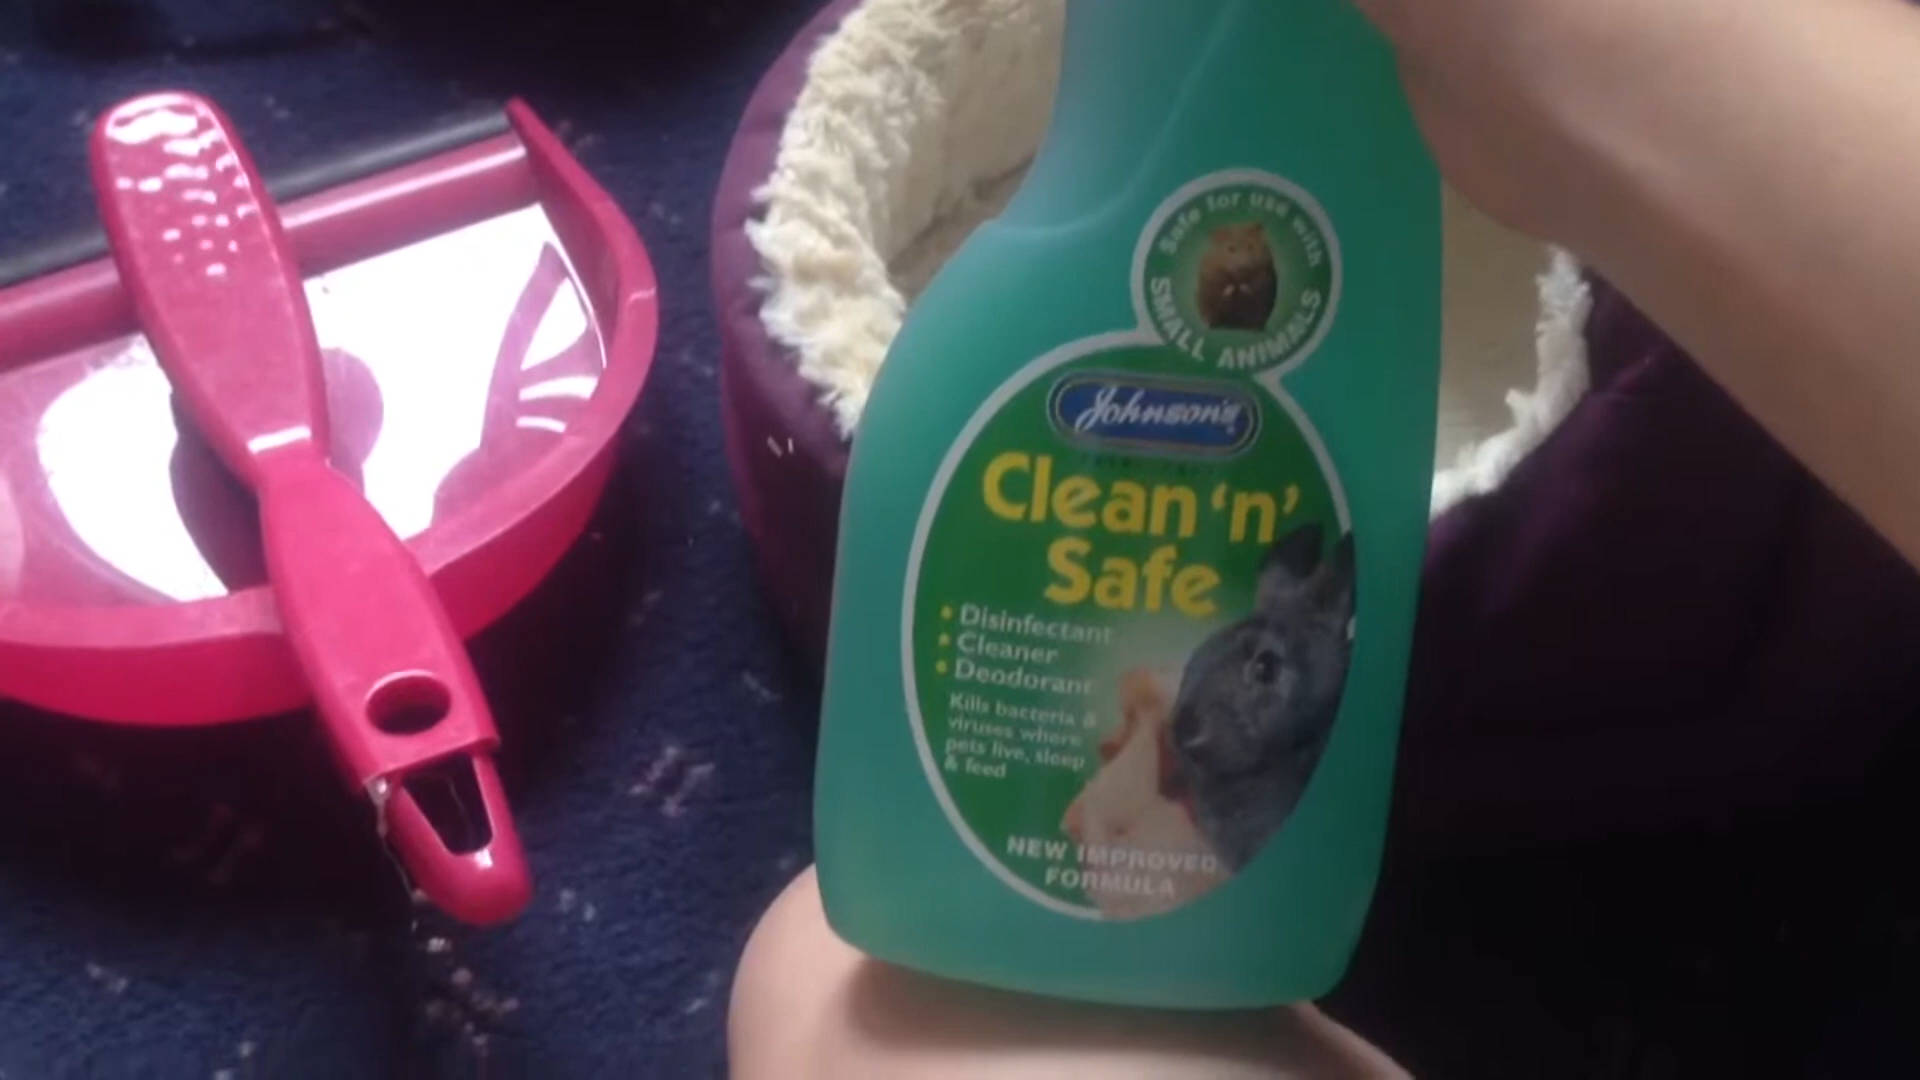 Safe for use with
SMALL ANIMALS
Johnson's
Clean 'n'
Safe
• Disinfectant
• Cleaner
• Deodorant
Kills bacteria &
viruses where
pets live, sleep
& feed
NEW IMPROVED
FORMULA